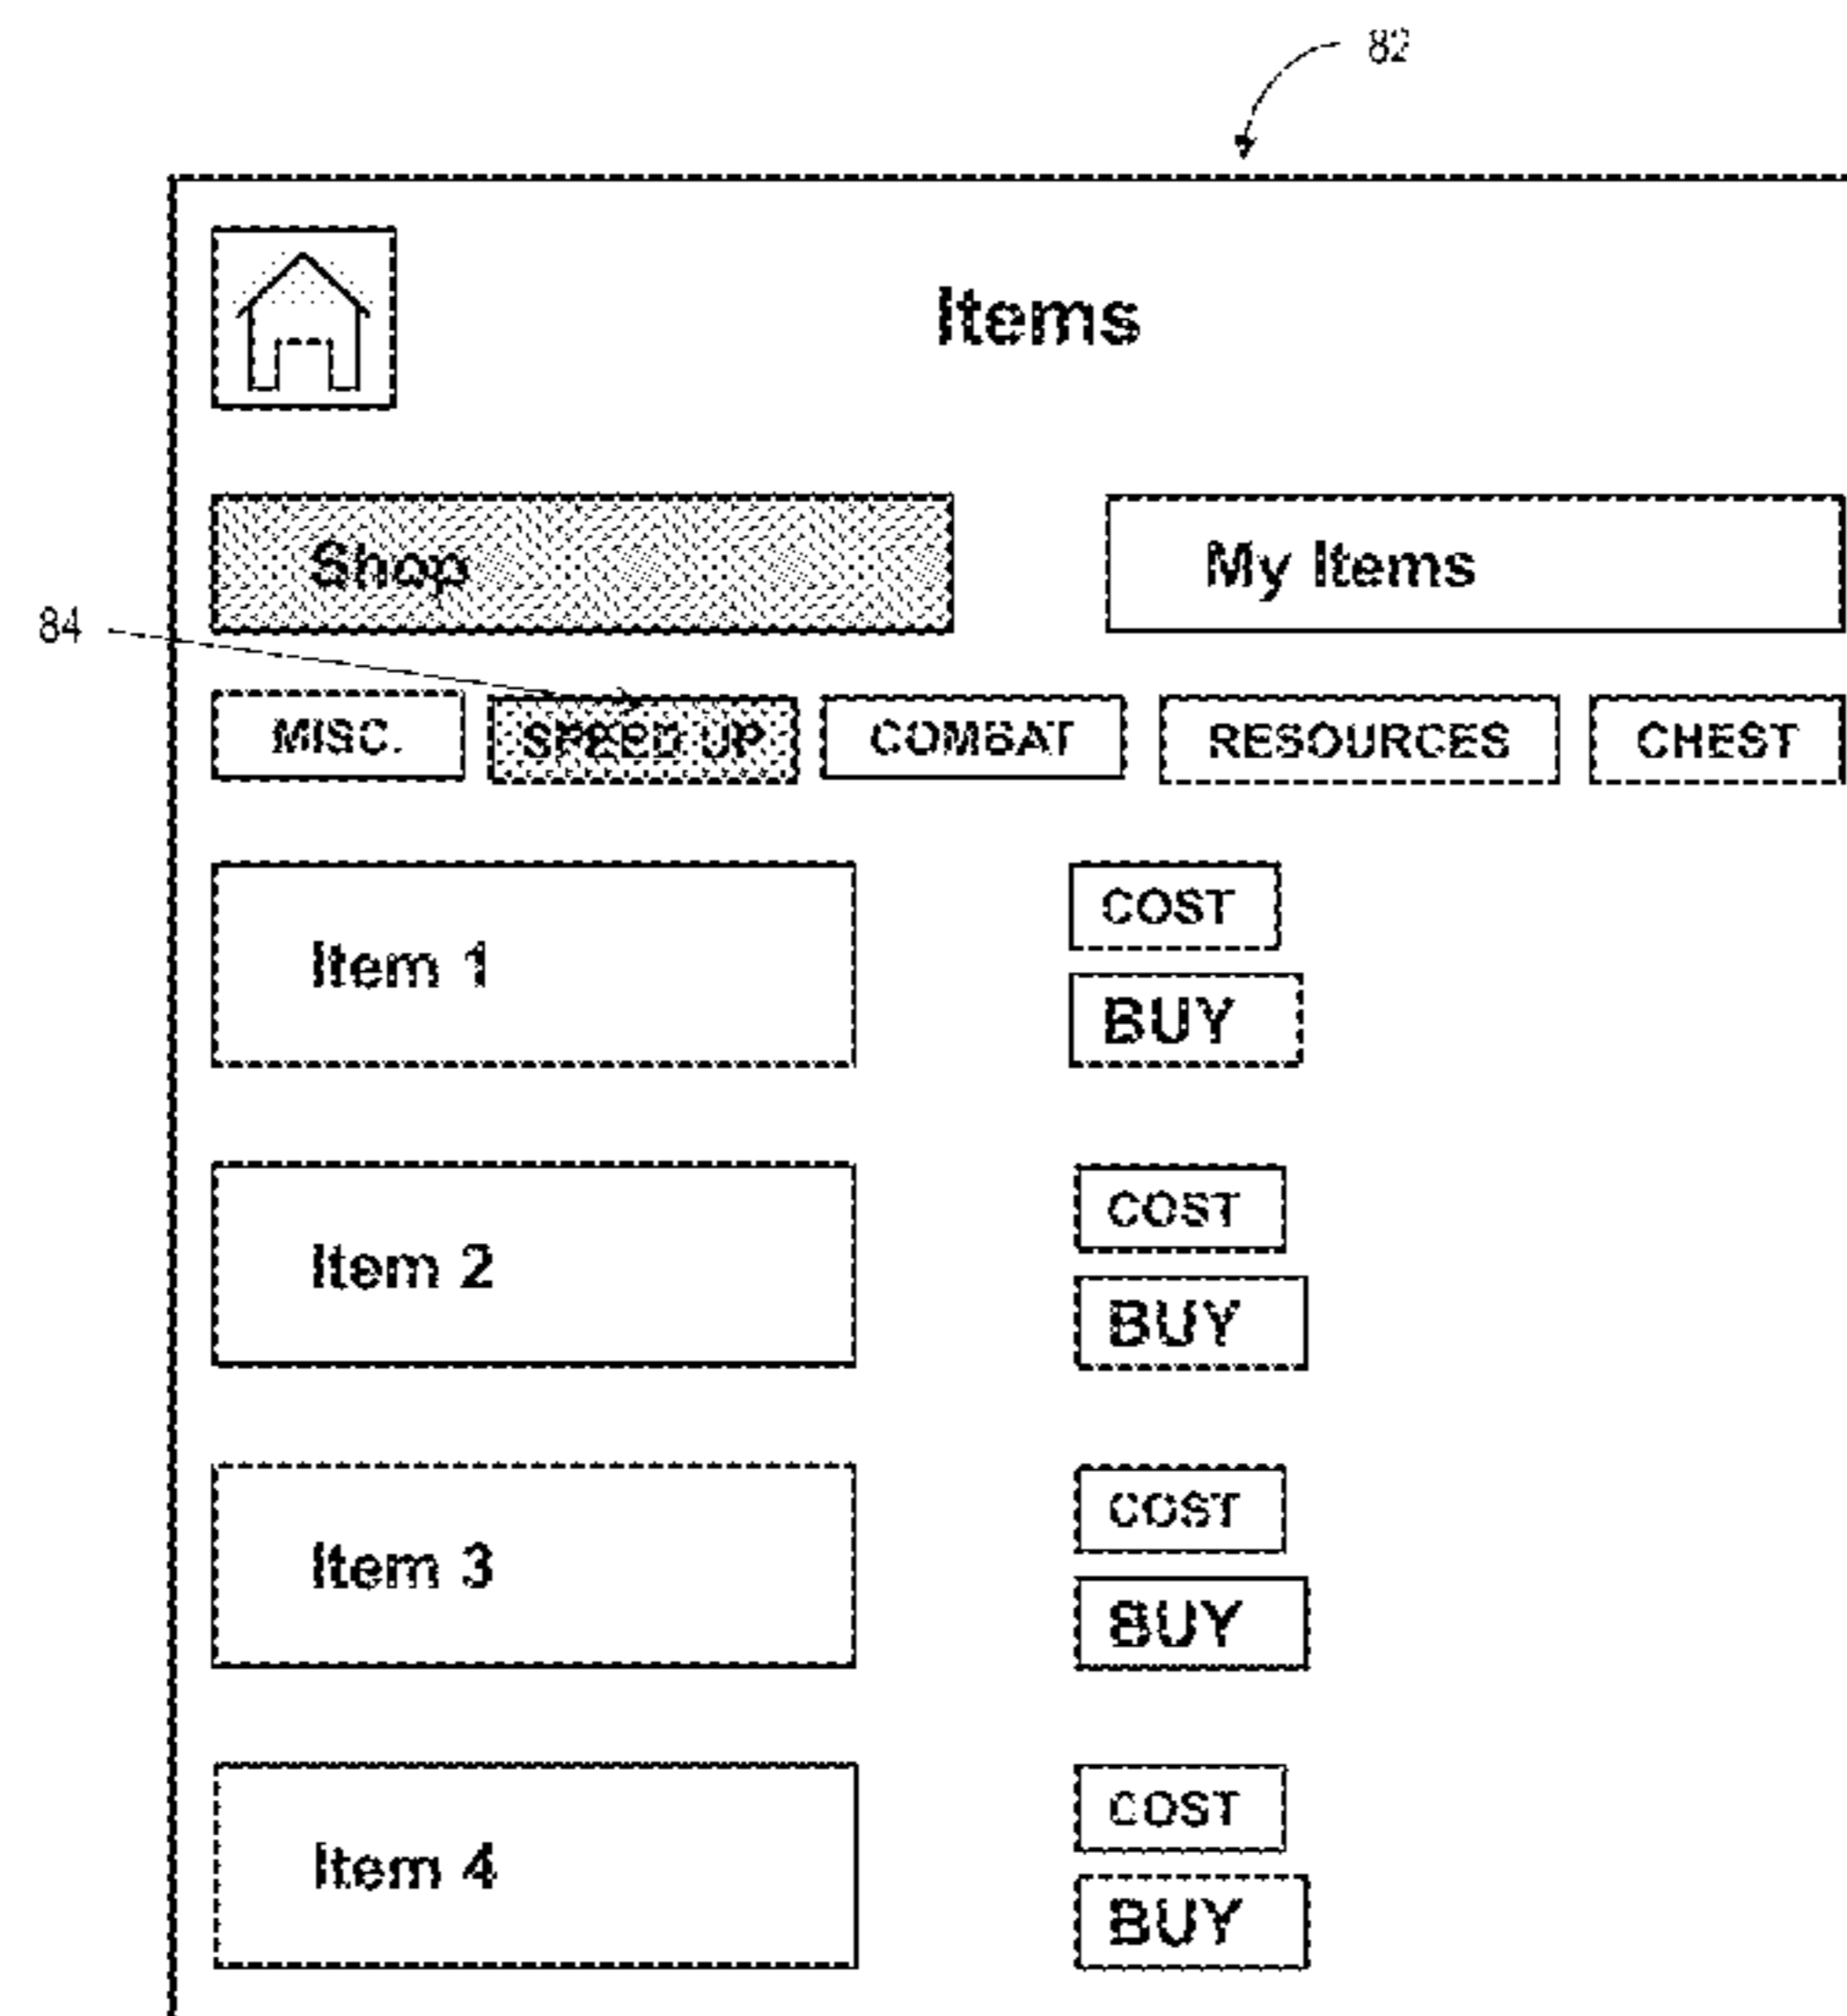 82
Items
Shop
My Items
84
MISC.
SPEED UP
COMBAT
RESOURCES
CHEST
Item 1
COST
BUY
Item 2
COST
BUY
Item 3
COST
BUY
Item 4
COST
BUY